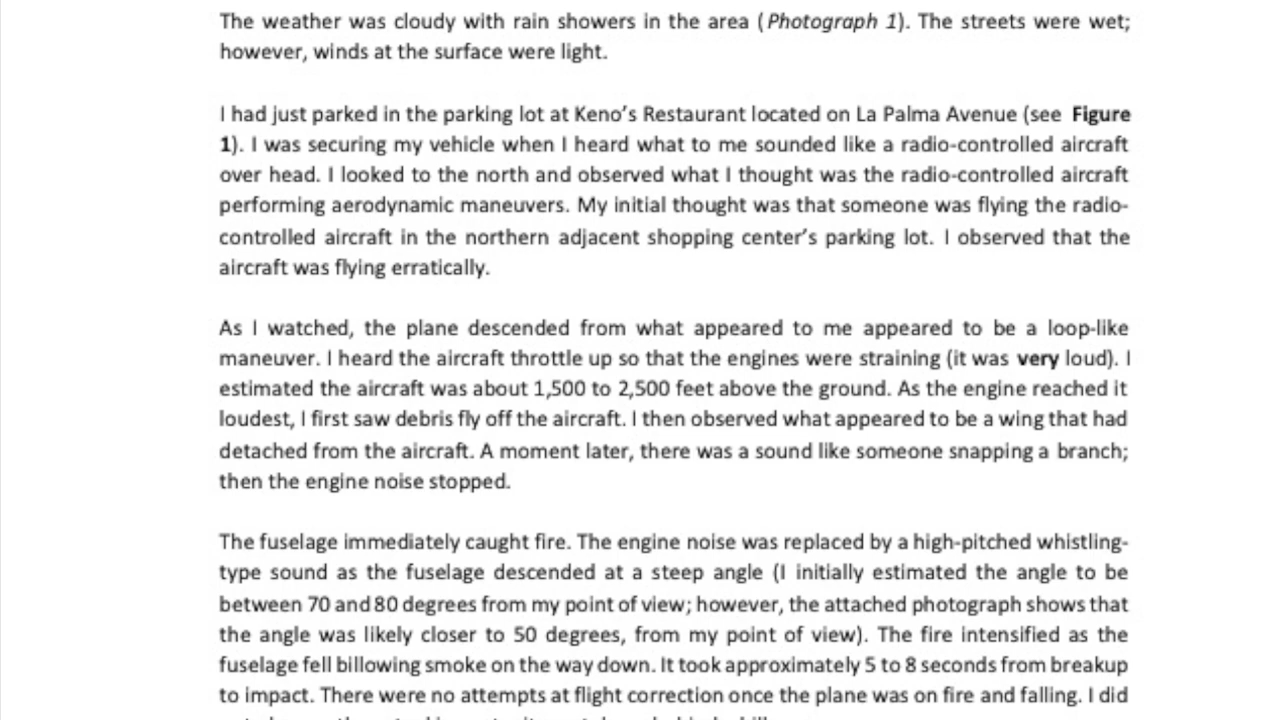 The weather was cloudy with rain showers in the area (Photograph 1). The streets were wet;
however, winds at the surface were light.
I had just parked in the parking lot at Keno's Restaurant located on La Palma Avenue (see Figure
1). I was securing my vehicle when I heard what to me sounded like a radio-controlled aircraft
over head. I looked to the north and observed what I thought was the radio-controlled aircraft
performing aerodynamic maneuvers. My initial thought was that someone was flying the radio-
controlled aircraft in the northern adjacent shopping center's parking lot. I observed that the
aircraft was flying erratically.
As I watched, the plane descended from what appeared to me appeared to be a loop-like
maneuver. I heard the aircraft throttle up so that the engines were straining (it was very loud). I
estimated the aircraft was about 1,500 to 2,500 feet above the ground. As the engine reached it
loudest, I first saw debris fly off the aircraft. I then observed what appeared to be a wing that had
detached from the aircraft. A moment later, there was a sound like someone snapping a branch;
then the engine noise stopped.
The fuselage immediately caught fire. The engine noise was replaced by a high-pitched whistling-
type sound as the fuselage descended at a steep angle (I initially estimated the angle to be
between 70 and 80 degrees from my point of view; however, the attached photograph shows that
the angle was likely closer to 50 degrees, from my point of view). The fire intensified as the
fuselage fell billowing smoke on the way down. It took approximately 5 to 8 seconds from breakup
to impact. There were no attempts at flight correction once the plane was on fire and falling. I did